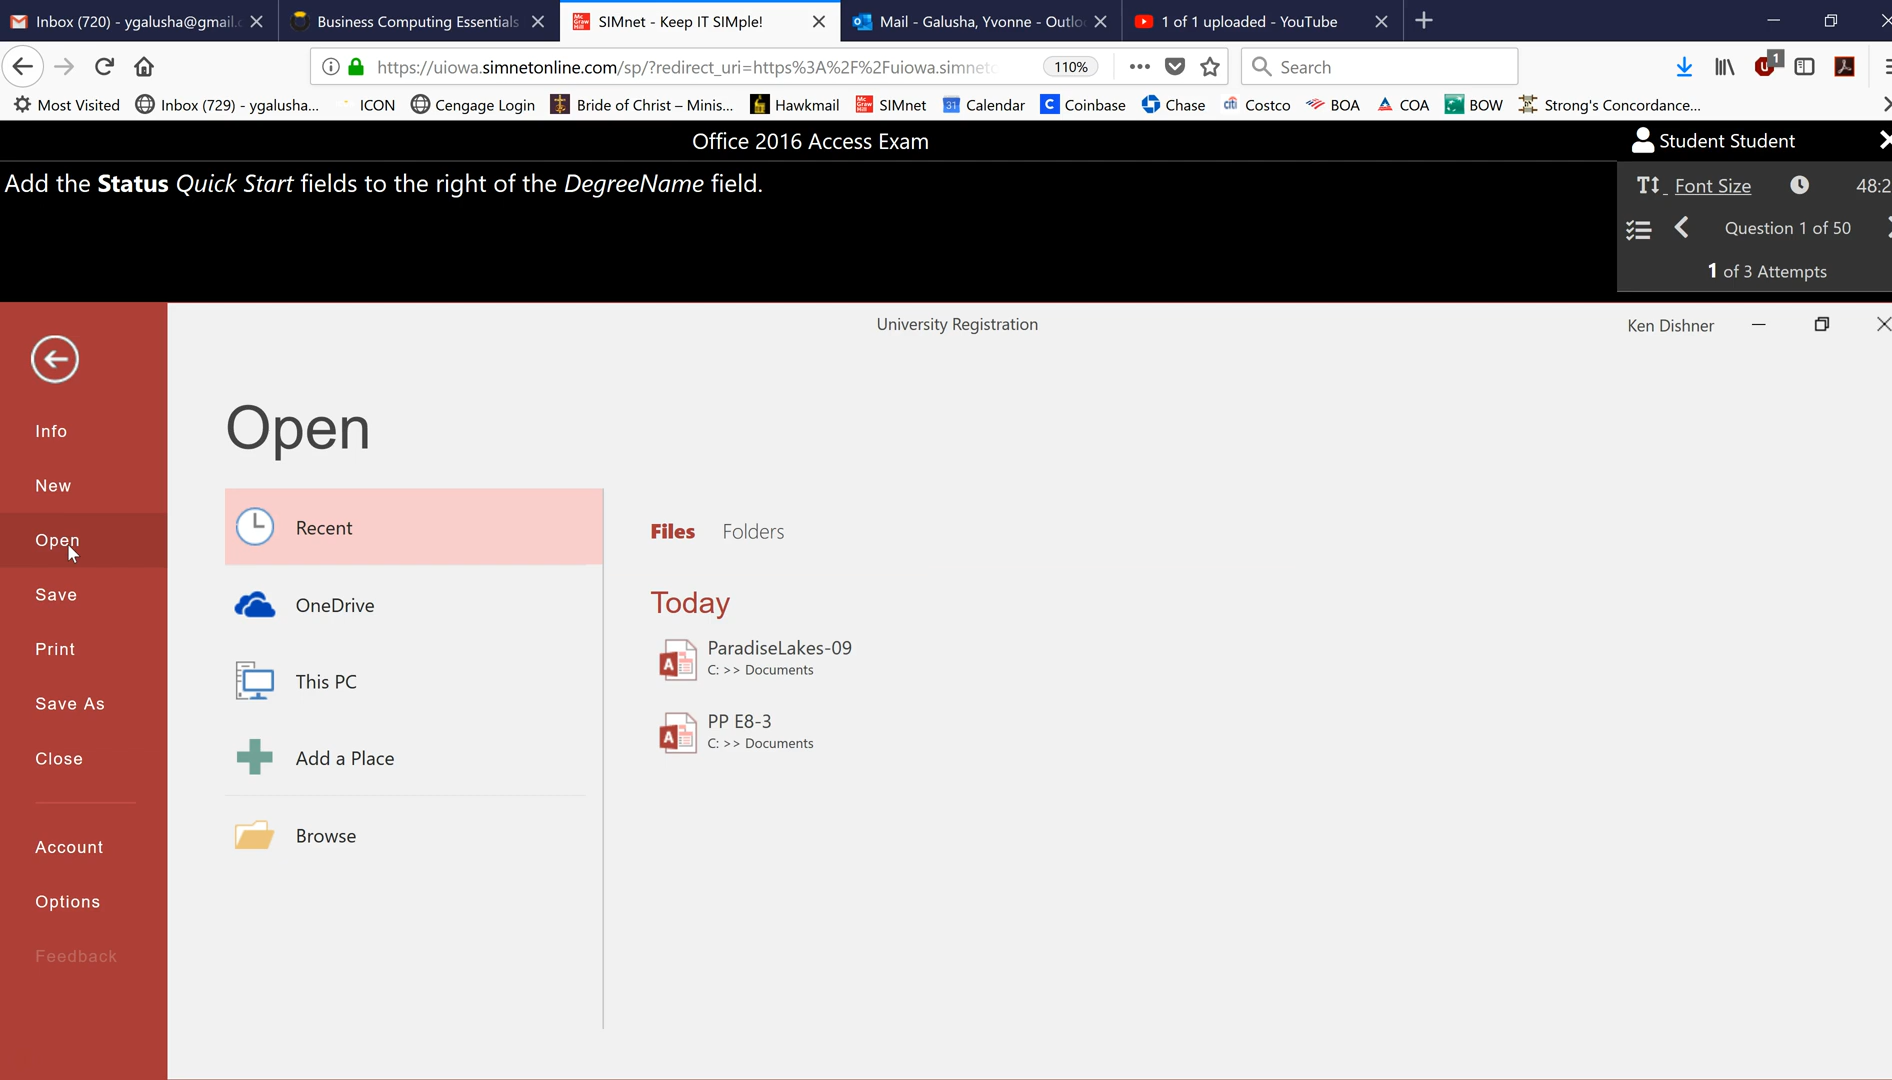 Inbox (720) - ygalusha@gmail.c
Business Computing Essentials
SIMnet - Keep IT SIMple!
Mail - Galusha, Yvonne - Outlo
1 of 1 uploaded - YouTube
https://uiowa.simnetonline.com/sp/?redirect_uri=https%3A%2F%2Fuiowa.simnetc
110%
Search
1
Most Visited
Inbox (729) - ygalusha...
ICON
Cengage Login
Bride of Christ – Minis...
Hawkmail
SIMnet
31
Calendar
Coinbase
Chase
citi
Costco
BOA
COA
BOW
Strong's Concordance...
Office 2016 Access Exam
Student Student
Add the Status Quick Start fields to the right of the DegreeName field.
Font Size
48:2
Question 1 of 50
1 of 3 Attempts
University Registration
Ken Dishner
Info
New
Open
Save
Print
Save As
Close
Account
Options
Feedback
Open
Recent
OneDrive
This PC
Add a Place
Browse
Files Folders
Today
ParadiseLakes-09
C: >> Documents
PP E8-3
C: >> Documents